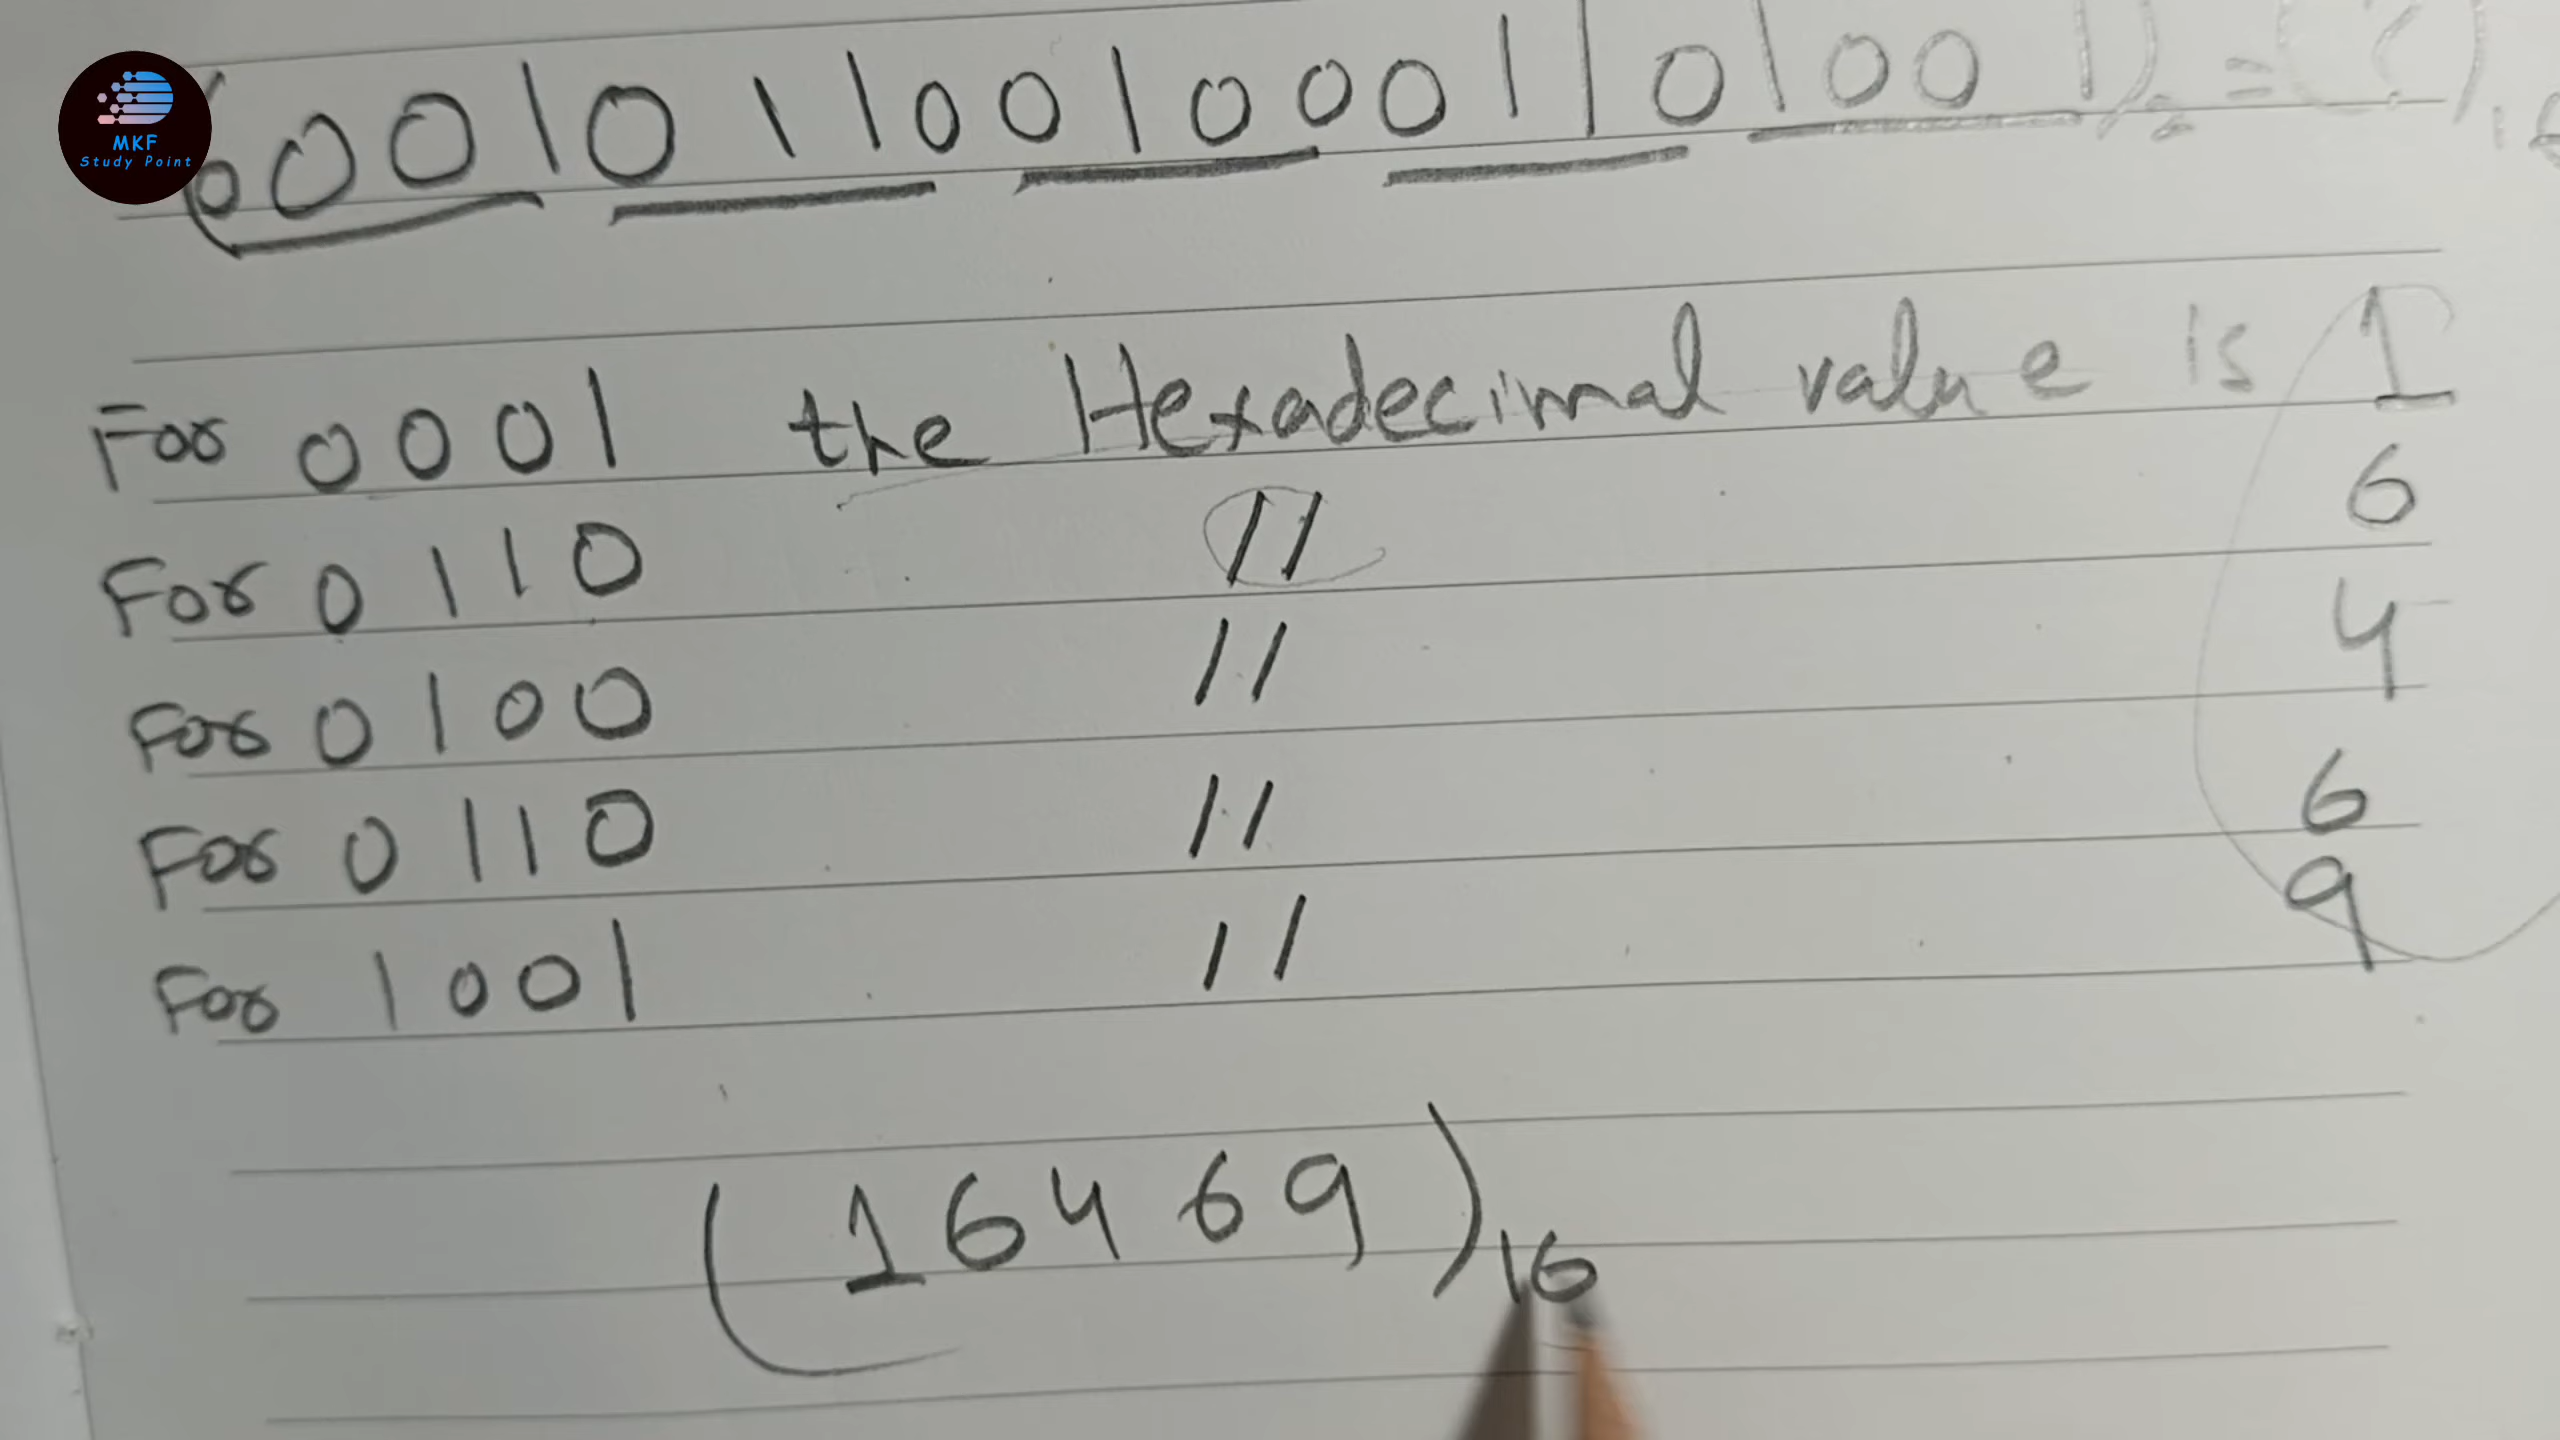 MKF
Study Point
(00010110010001101001)₂ = (?)₁₆
For 0001 the Hexadecimal value is 1
For 0110 // 6
For 0100 // 4
For 0110 // 6
For 1001 // 9
(16469)₁₆